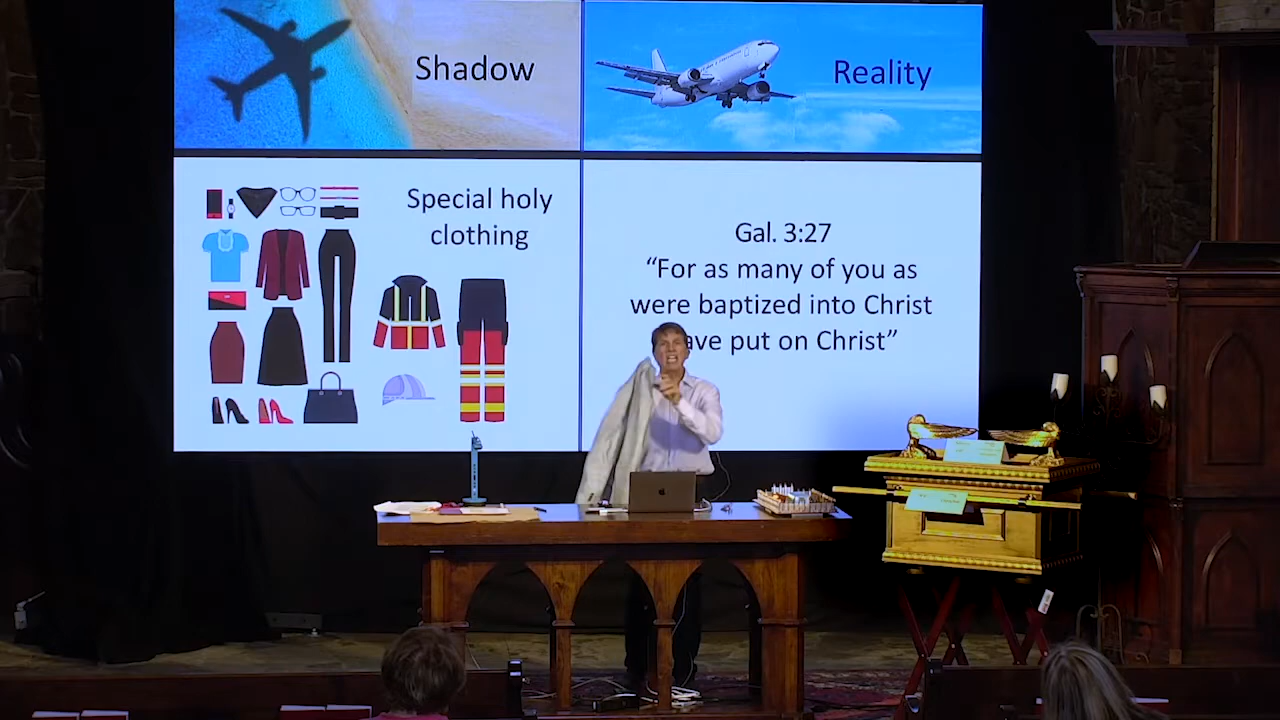 Shadow
Reality
Special holy
clothing
Gal. 3:27
“For as many of you as
were baptized into Christ
ave put on Christ”